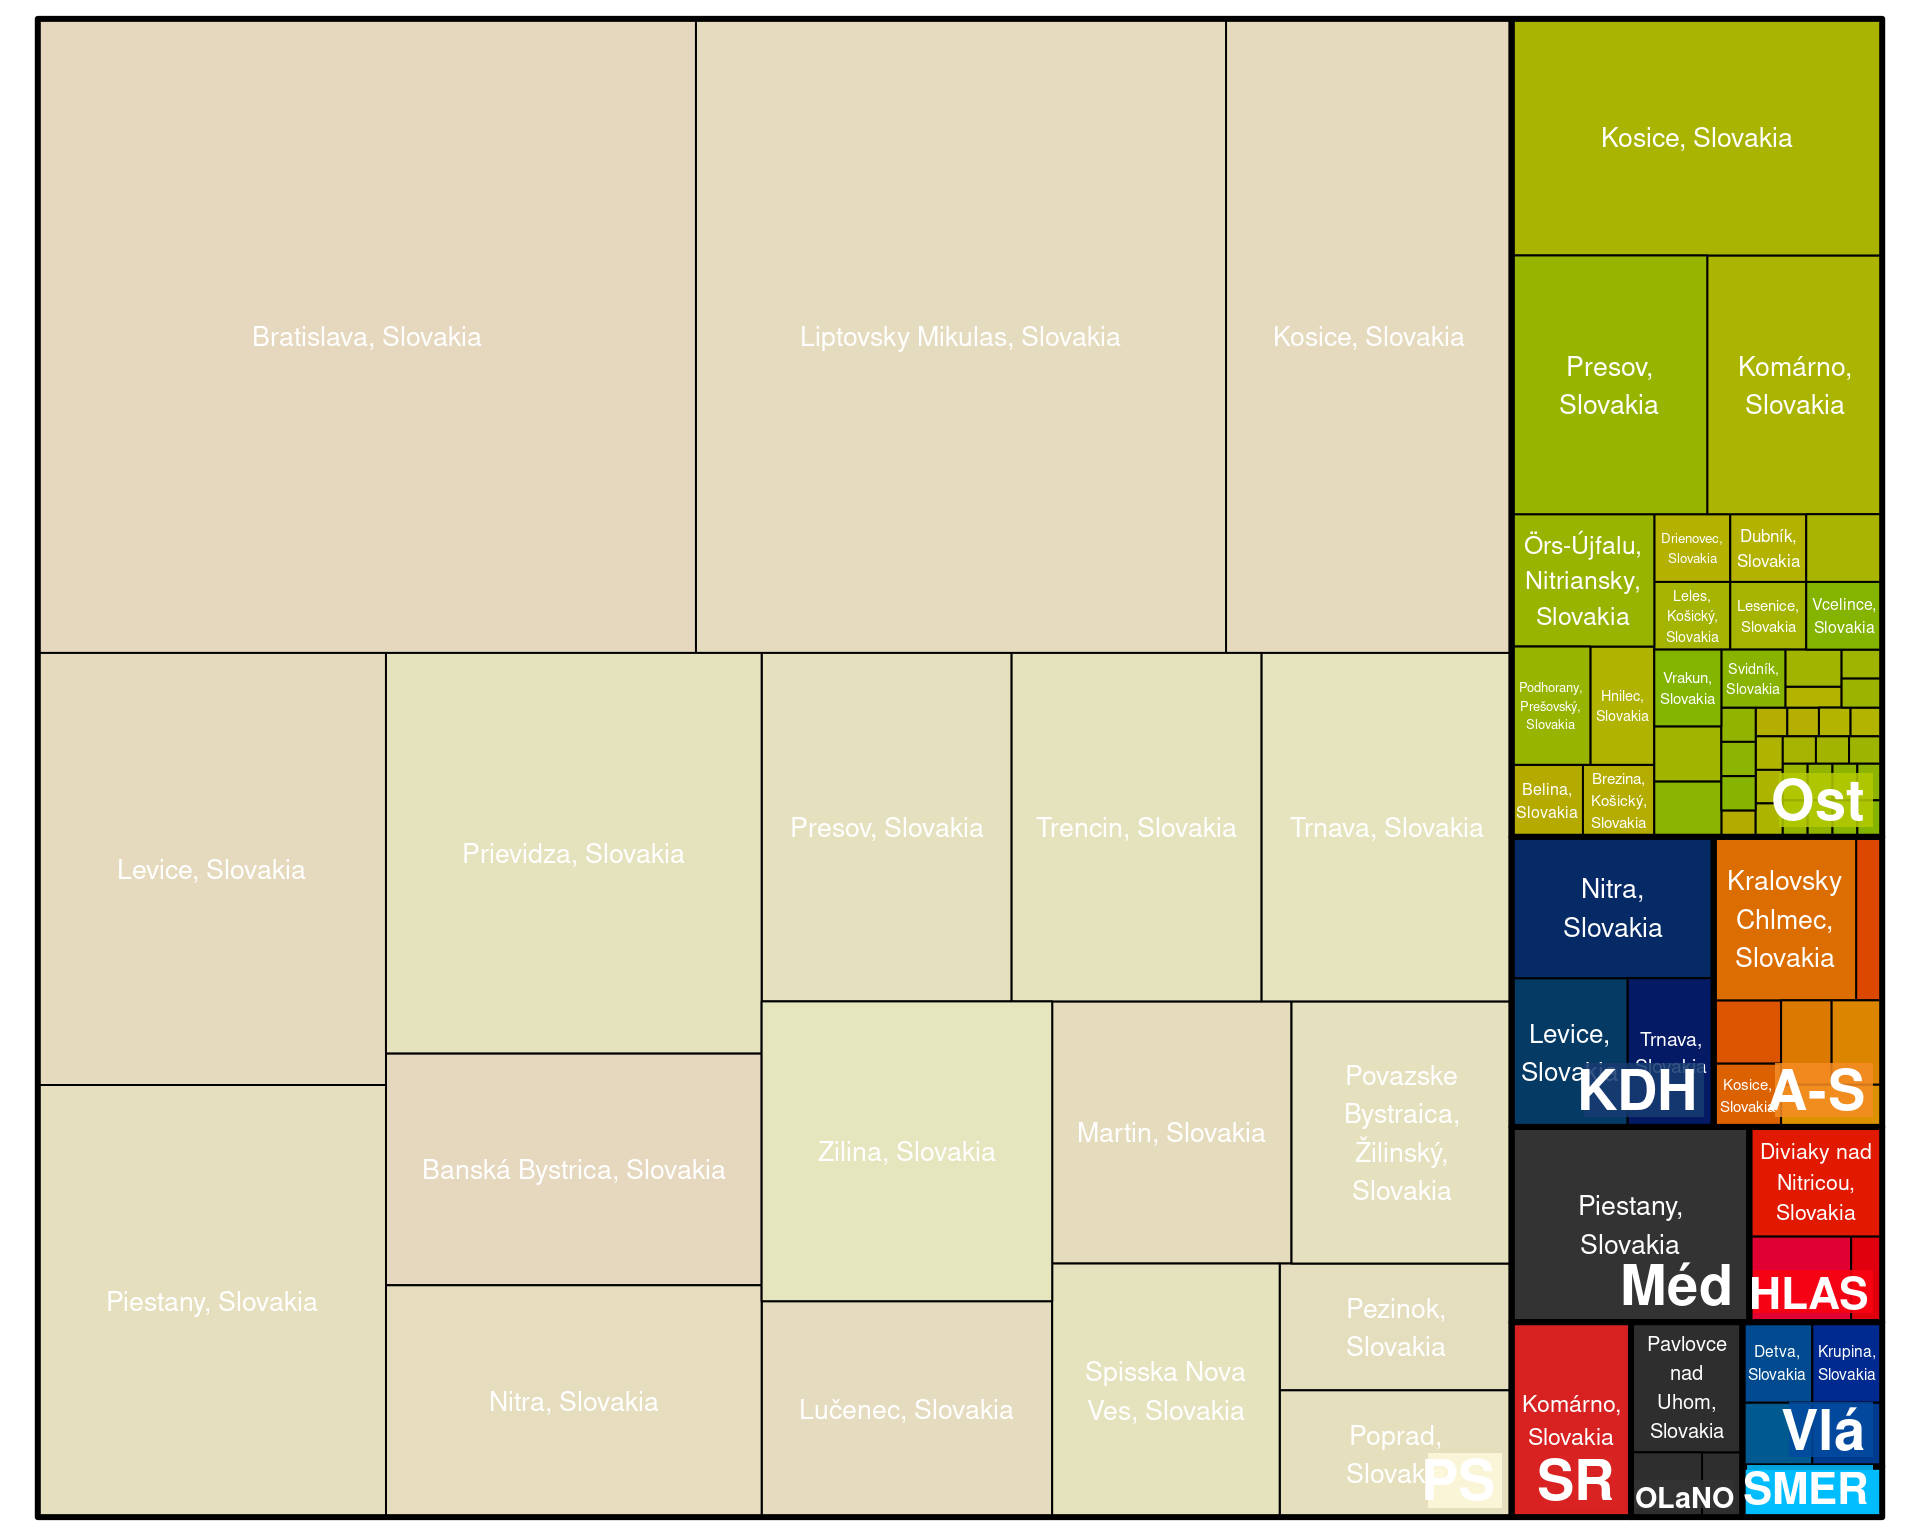 Bratislava, Slovakia
Liptovsky Mikulas, Slovakia
Kosice, Slovakia
Levice, Slovakia
Prievidza, Slovakia
Presov, Slovakia
Trencin, Slovakia
Trnava, Slovakia
Piestany, Slovakia
Banská Bystrica, Slovakia
Nitra, Slovakia
Zilina, Slovakia
Lučenec, Slovakia
Martin, Slovakia
Povazske
Bystraica,
Žilinský,
Slovakia
Spisska Nova
Ves, Slovakia
Pezinok,
Slovakia
Poprad,
Slovakia
PS
Kosice, Slovakia
Presov,
Slovakia
Komárno,
Slovakia
Örs-Újfalu,
Nitriansky,
Slovakia
Drienovec,
Slovakia
Dubník,
Slovakia
Leles,
Košický,
Slovakia
Lesenice,
Slovakia
Vcelince,
Slovakia
Podhorany,
Prešovský,
Slovakia
Hnilec,
Slovakia
Vrakun,
Slovakia
Svidník,
Slovakia
Belina,
Slovakia
Brezina,
Košický,
Slovakia
Ost
Nitra,
Slovakia
Levice,
Slovakia
Trnava,
Slovakia
KDH
Kralovsky
Chlmec,
Slovakia
Kosice,
Slovakia
A-S
Piestany,
Slovakia
Méd
Diviaky nad
Nitricou,
Slovakia
HLAS
Komárno,
Slovakia
SR
Pavlovce
nad
Uhom,
Slovakia
OLaNO
Detva,
Slovakia
Krupina,
Slovakia
Vlá
SMER